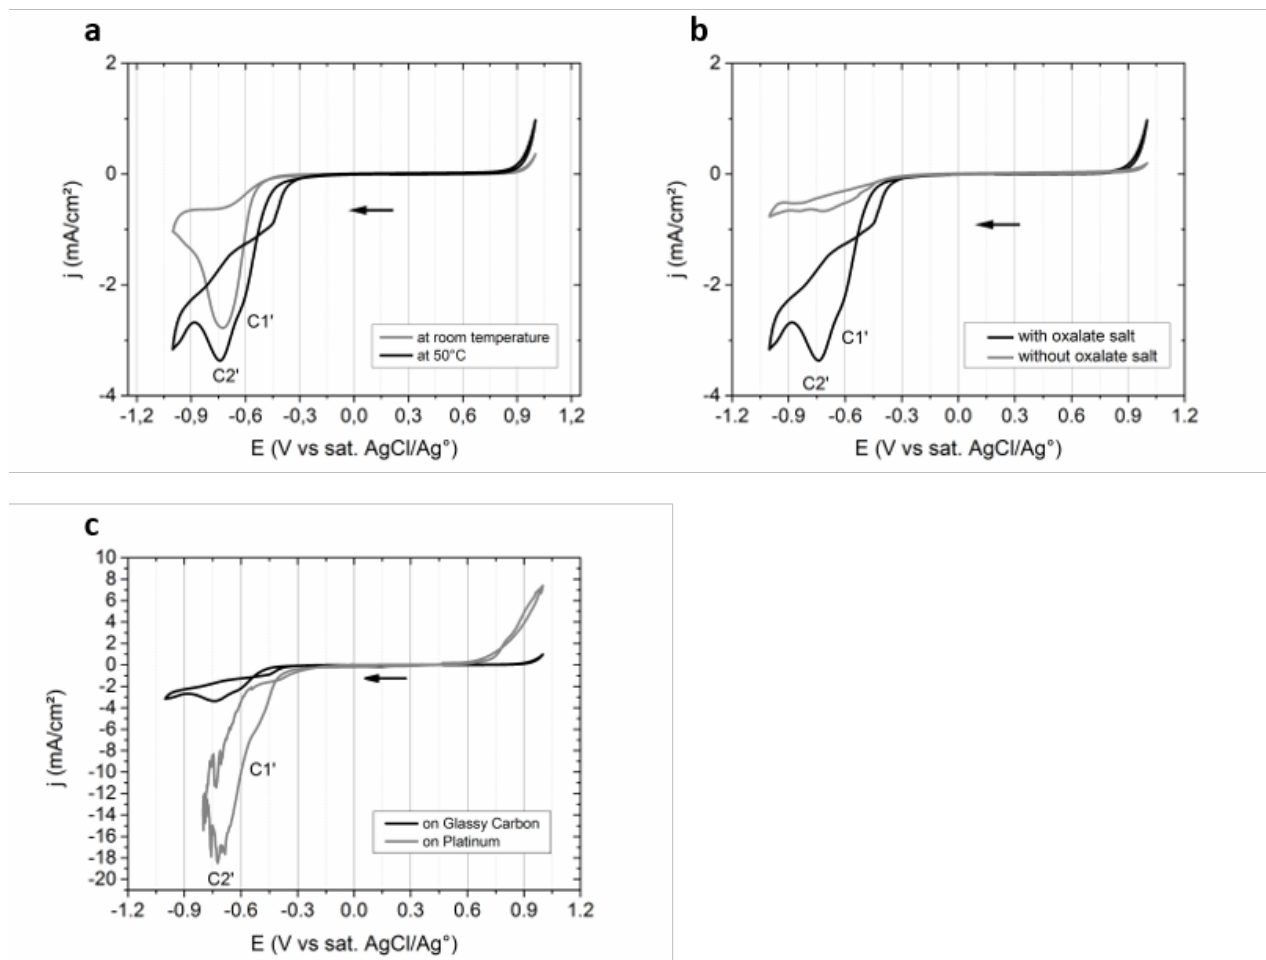 a
2
0
-2
-4
j (mA/cm²)
C1'
C2'
at room temperature
at 50°C
-1,2 -0,9 -0,6 -0,3 0,0 0,3 0,6 0,9 1,2
E (V vs sat. AgCl/Ag°)
b
2
0
-2
-4
j (mA/cm²)
C1'
C2'
with oxalate salt
without oxalate salt
-1.2 -0.9 -0.6 -0.3 0.0 0.3 0.6 0.9 1.2
E (V vs sat. AgCl/Ag°)
c
10
8
6
4
2
0
-2
-4
-6
-8
-10
-12
-14
-16
-18
-20
j (mA/cm²)
C1'
C2'
on Glassy Carbon
on Platinum
-1.2 -0.9 -0.6 -0.3 0.0 0.3 0.6 0.9 1.2
E (V vs sat. AgCl/Ag°)